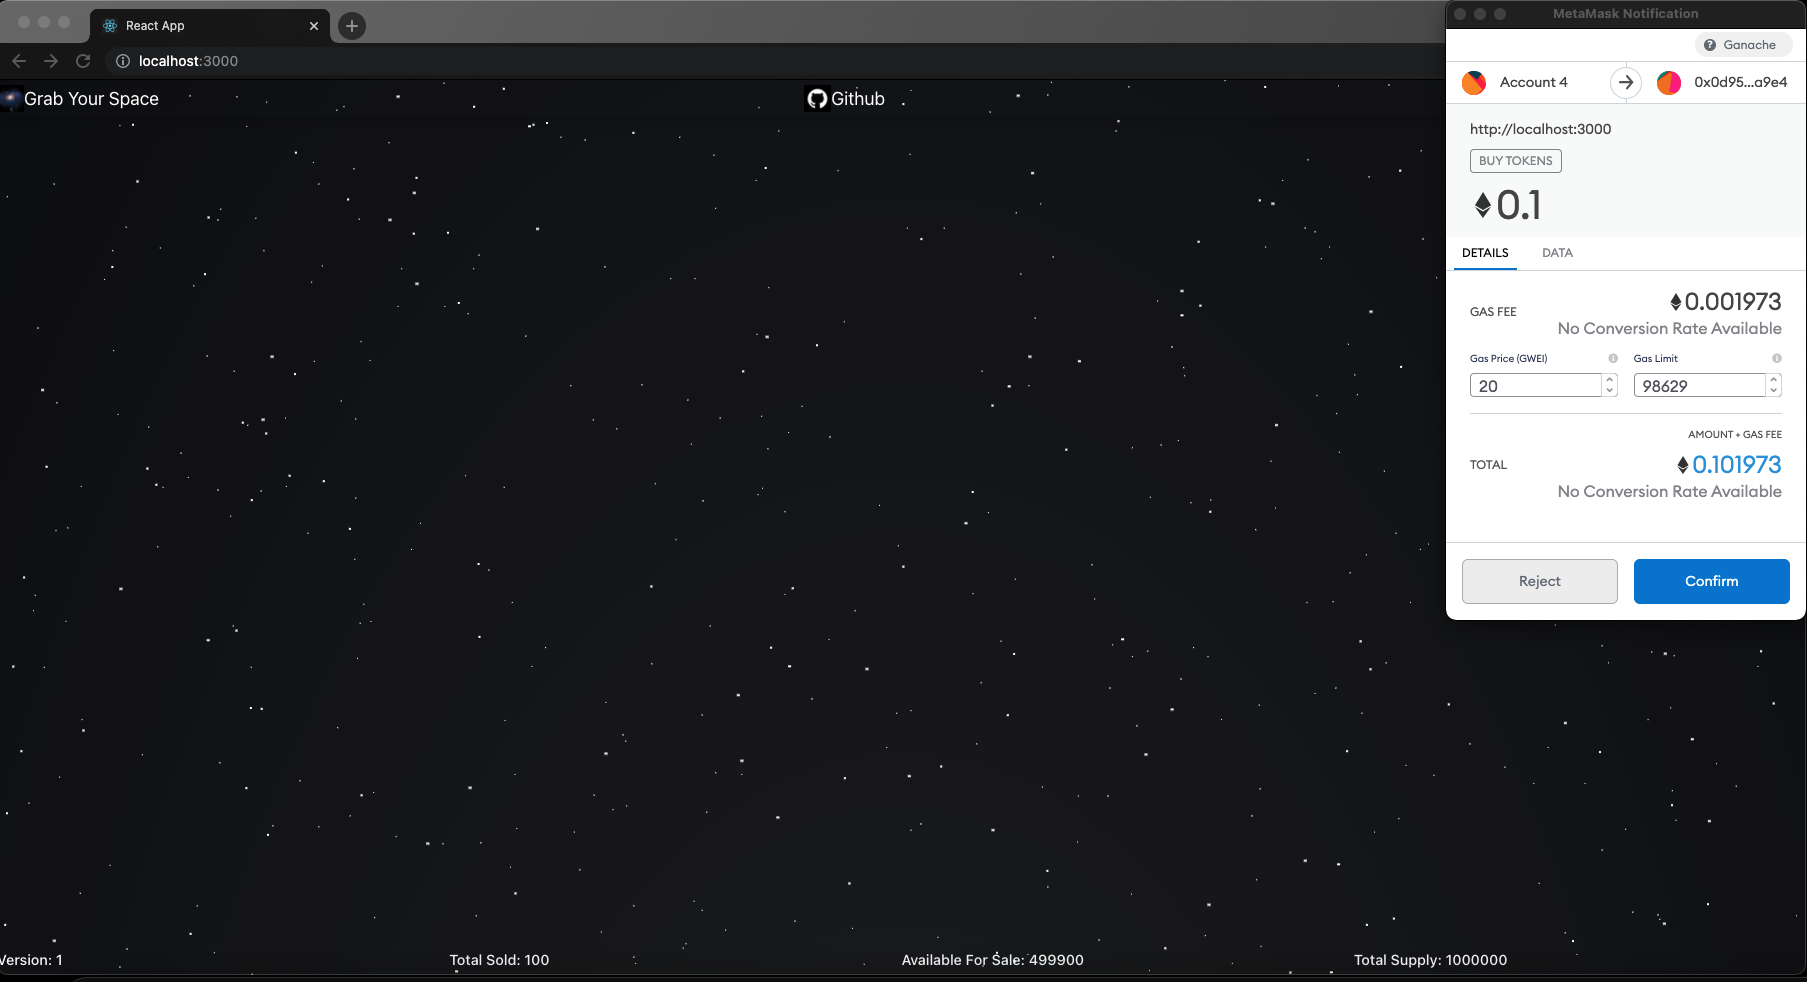 React App
localhost:3000
Grab Your Space
Github
MetaMask Notification
Ganache
Account 4
0x0d95...a9e4
http://localhost:3000
BUY TOKENS
0.1
DETAILS DATA
GAS FEE
0.001973
No Conversion Rate Available
Gas Price (GWEI) Gas Limit
20 98629
AMOUNT + GAS FEE
TOTAL
0.101973
No Conversion Rate Available
Reject Confirm
Version: 1 Total Sold: 100 Available For Sale: 499900 Total Supply: 1000000